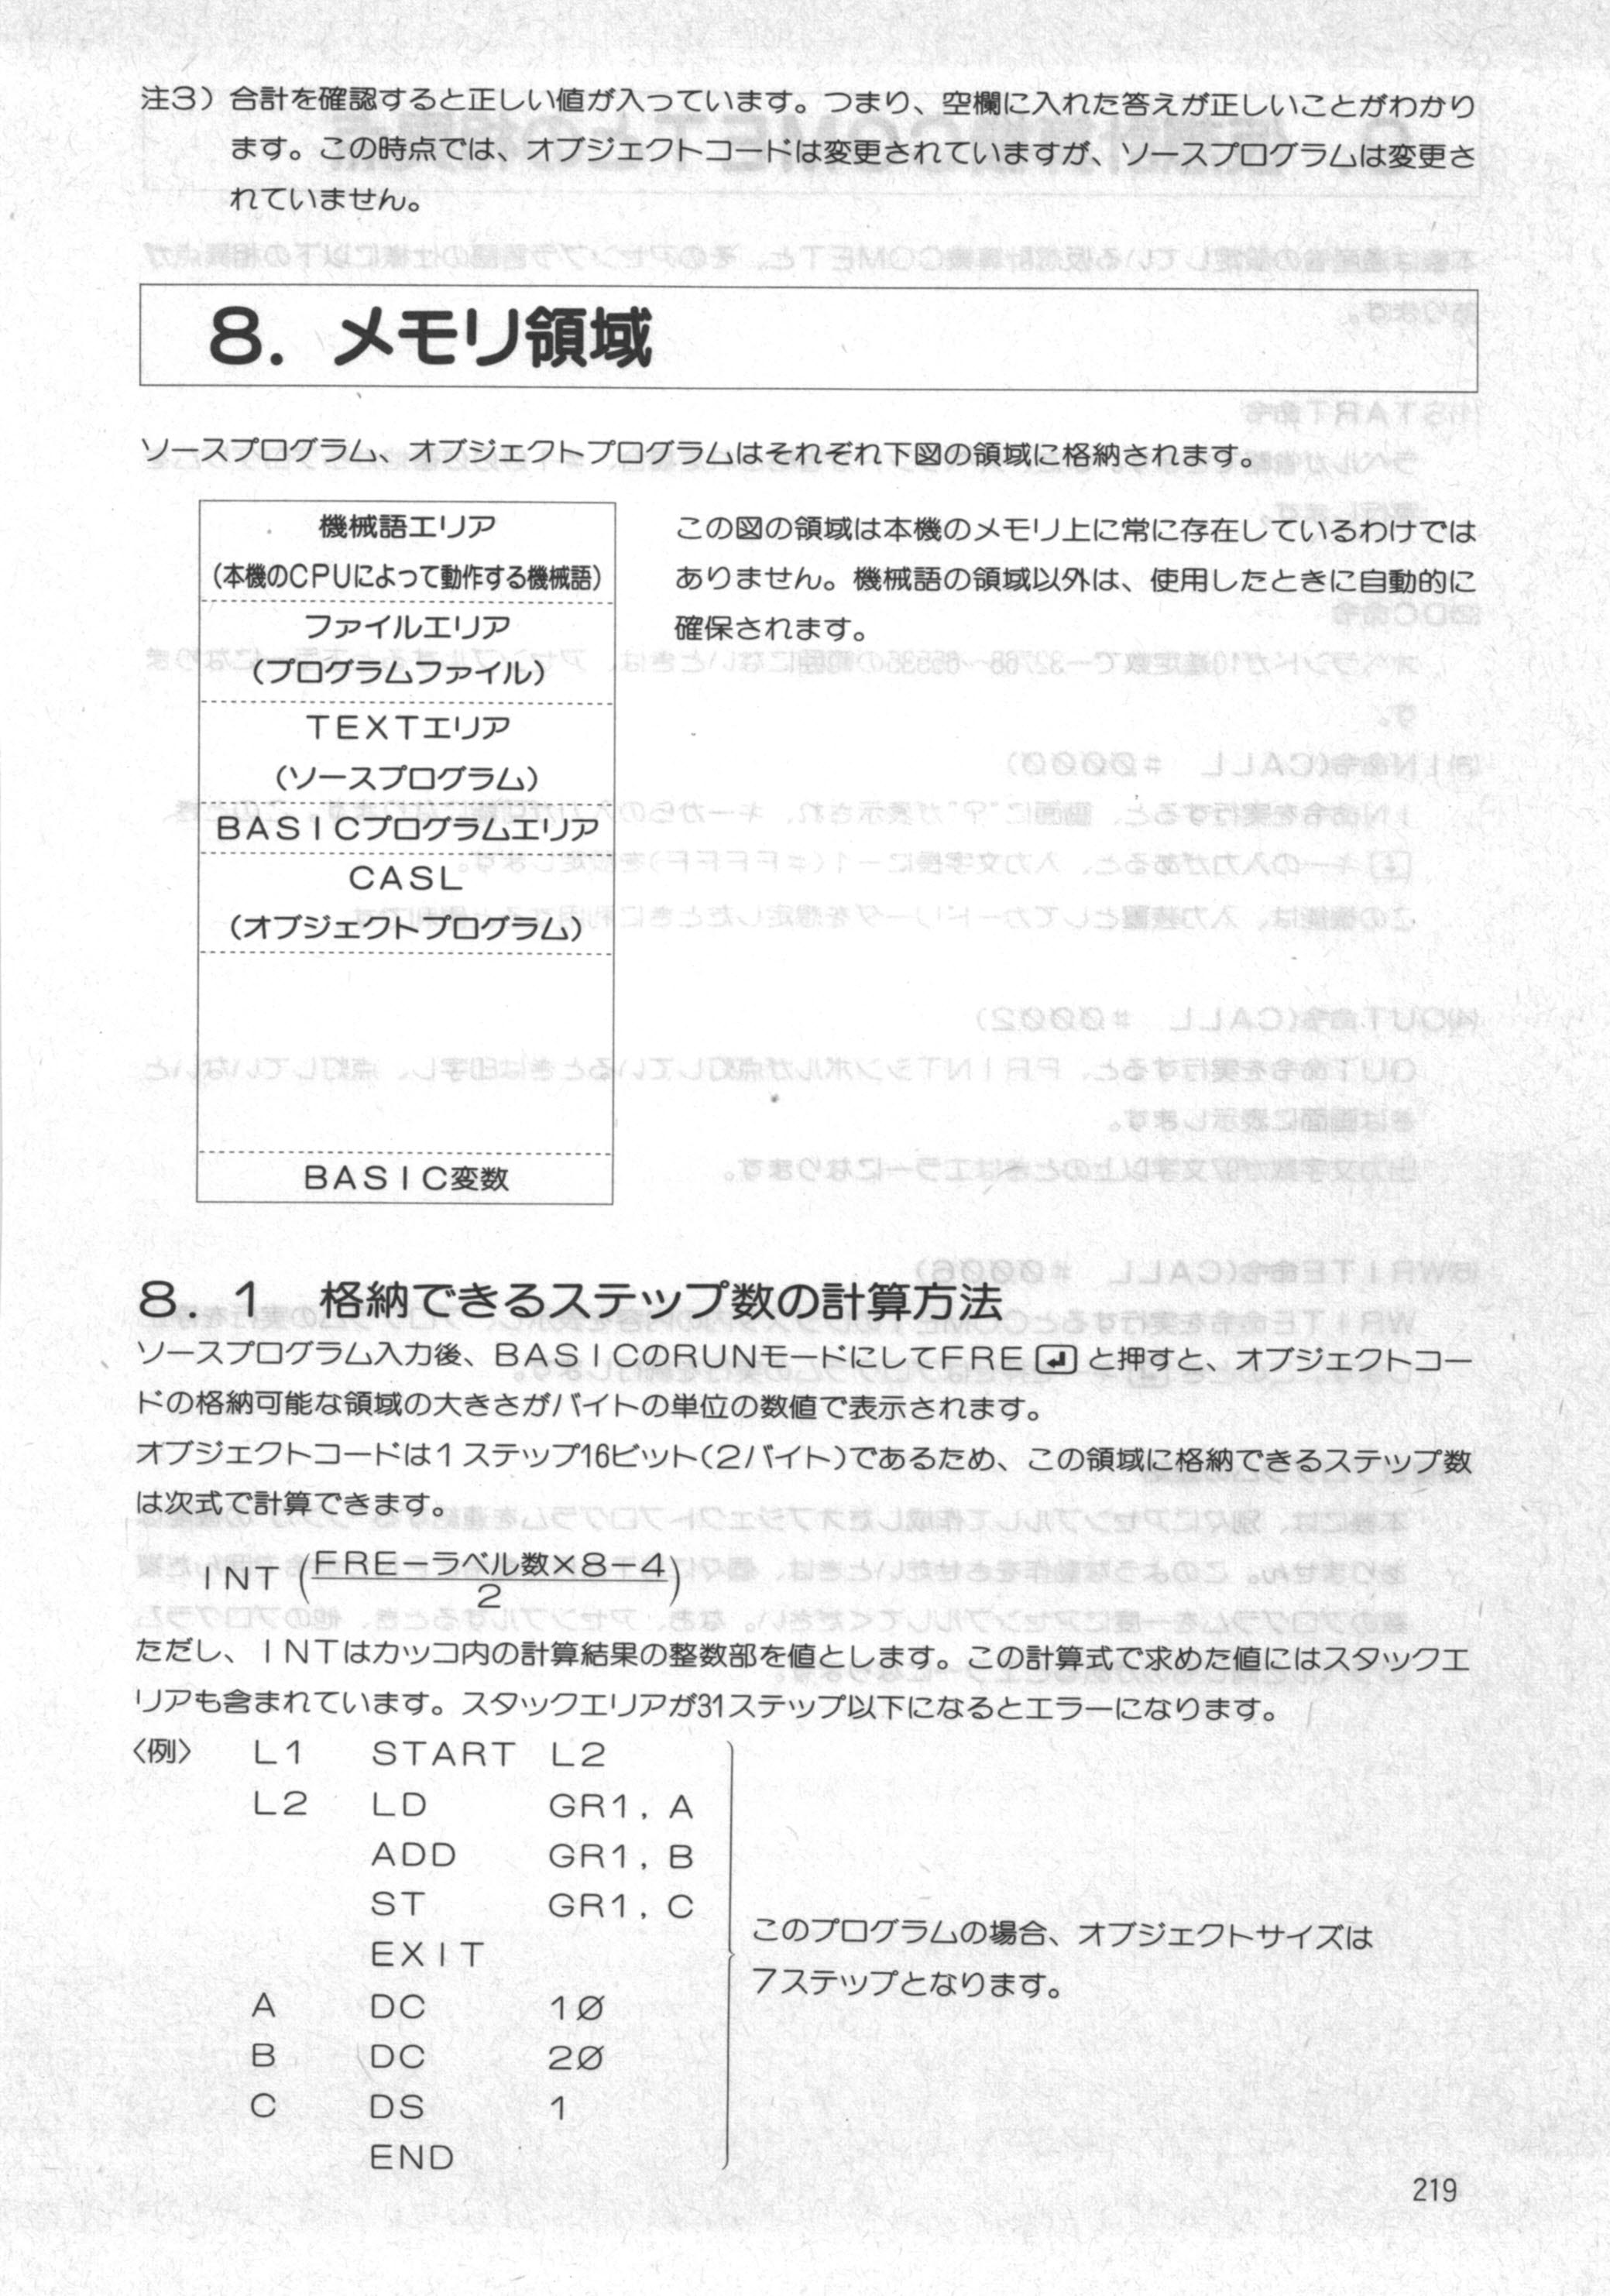 注3）合計を確認すると正しい値が入っています。つまり、空欄に入れた答えが正しいことがわかり
ます。この時点では、オブジェクトコードは変更されていますが、ソースプログラムは変更さ
れていません。
8．メモリ領域
ソースプログラム、オブジェクトプログラムはそれぞれ下図の領域に格納されます。
機械語エリア
（本機のCPUによって動作する機械語）
ファイルエリア
（プログラムファイル）
TEXTエリア
（ソースプログラム）
BASICプログラムエリア
CASL
（オブジェクトプログラム）
BASIC変数
この図の領域は本機のメモリ上に常に存在しているわけでは
ありません。機械語の領域以外は、使用したときに自動的に
確保されます。
8．1　格納できるステップ数の計算方法
ソースプログラム入力後、BASICのRUNモードにしてFRE ↵ と押すと、オブジェクトコー
ドの格納可能な領域の大きさがバイトの単位の数値で表示されます。
オブジェクトコードは1ステップ16ビット（2バイト）であるため、この領域に格納できるステップ数
は次式で計算できます。
INT（FRE－ラベル数×8－4
2）
ただし、INTはカッコ内の計算結果の整数部を値とします。この計算式で求めた値にはスタックエ
リアも含まれています。スタックエリアが31ステップ以下になるとエラーになります。
〈例〉 L1 START L2
L2 LD GR1, A
ADD GR1, B
ST GR1, C
EXIT
A DC 1Ø
B DC 2Ø
C DS 1
END
このプログラムの場合、オブジェクトサイズは
7ステップとなります。
219